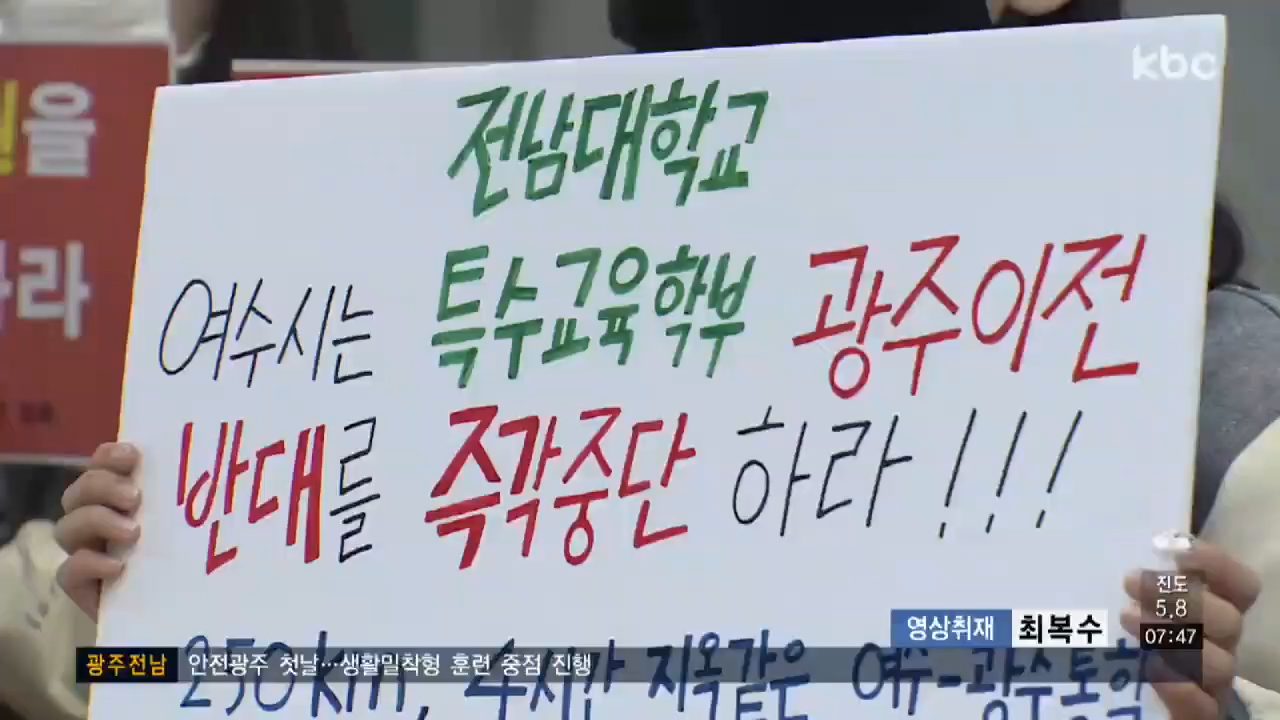 kbc
을
라
전남대학교
여수시는 특수교육학부 광주이전
반대를 즉각중단 하라!!!
250km, 4시간 지옥같은 여수-광주통학
영상취재 최복수
진도
5.8
07:47
광주전남 안전광주 첫날…생활밀착형 훈련 중점 진행